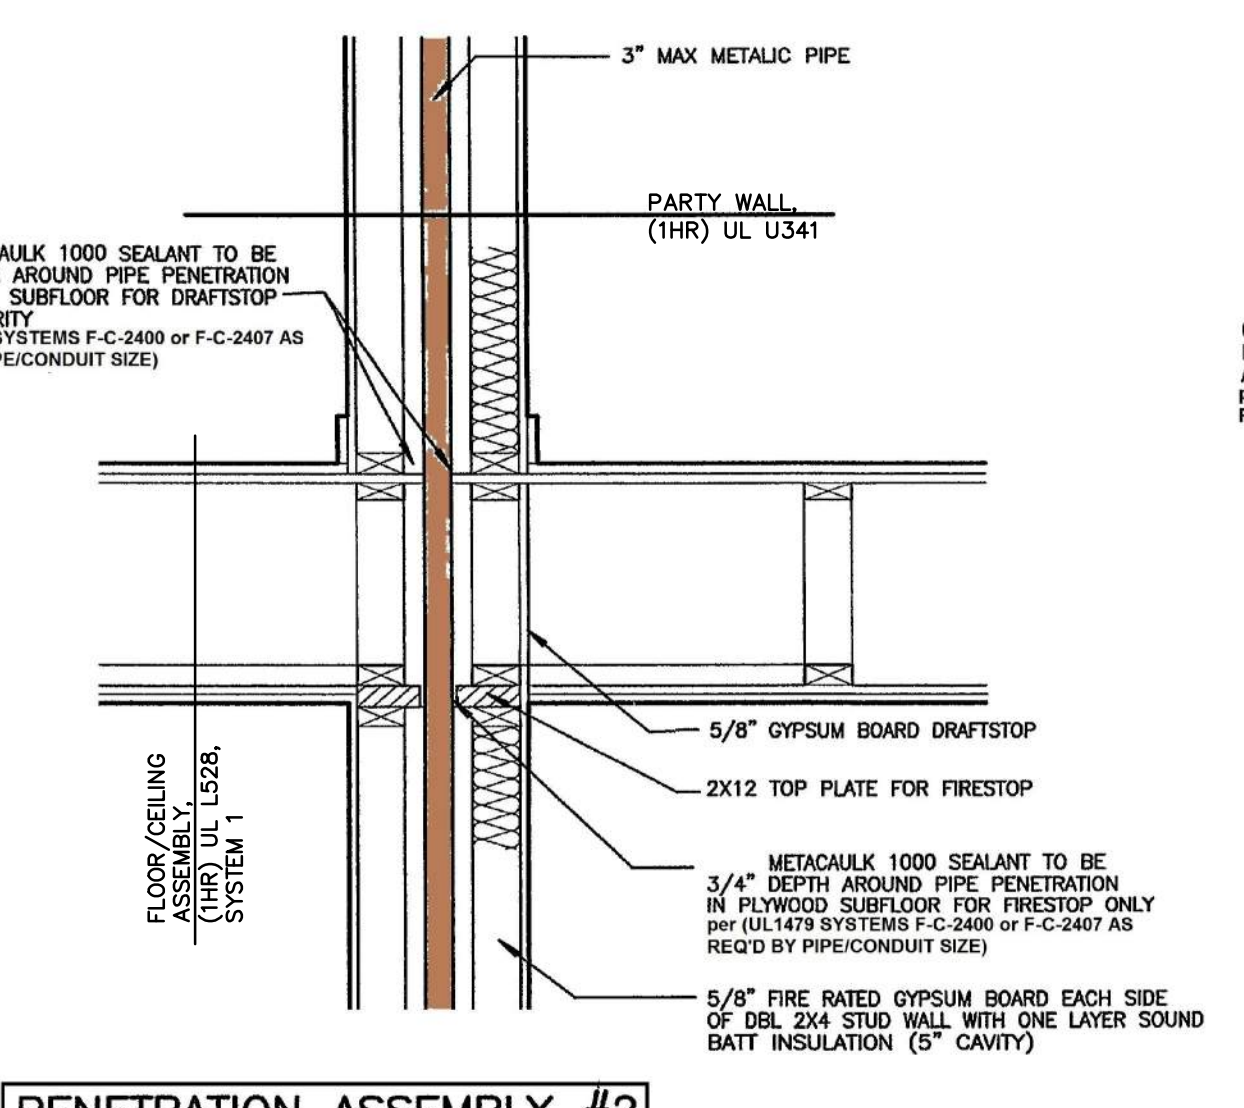 3" MAX METALIC PIPE
PARTY WALL,
(1HR) UL U341
AULK 1000 SEALANT TO BE
AROUND PIPE PENETRATION
SUBFLOOR FOR DRAFTSTOP
RITY
SYSTEMS F-C-2400 or F-C-2407 AS
PE/CONDUIT SIZE)
5/8" GYPSUM BOARD DRAFTSTOP
2X12 TOP PLATE FOR FIRESTOP
METACAULK 1000 SEALANT TO BE
3/4" DEPTH AROUND PIPE PENETRATION
IN PLYWOOD SUBFLOOR FOR FIRESTOP ONLY
per (UL1479 SYSTEMS F-C-2400 or F-C-2407 AS
REQ'D BY PIPE/CONDUIT SIZE)
5/8" FIRE RATED GYPSUM BOARD EACH SIDE
OF DBL 2X4 STUD WALL WITH ONE LAYER SOUND
BATT INSULATION (5" CAVITY)
FLOOR/CEILING
ASSEMBLY,
(1HR) UL L528,
SYSTEM 1
PENETRATION ASSEMBLY